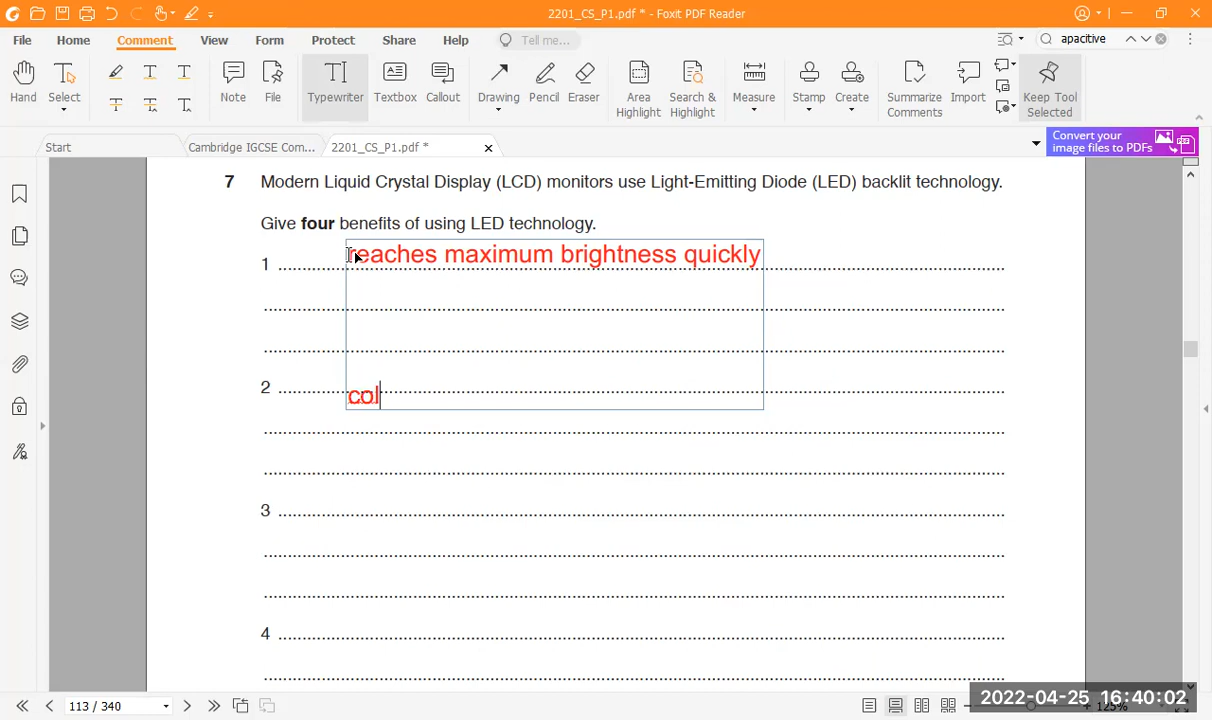 2201_CS_P1.pdf * - Foxit PDF Reader
File Home Comment View Form Protect Share Help Tell me... apacitive
Hand Select Note File Typewriter Textbox Callout Drawing Pencil Eraser Area Highlight Search & Highlight Measure Stamp Create Summarize Comments Import Keep Tool Selected
Start Cambridge IGCSE Com... 2201_CS_P1.pdf * Convert your image files to PDFs
7 Modern Liquid Crystal Display (LCD) monitors use Light-Emitting Diode (LED) backlit technology.
Give four benefits of using LED technology.
1 reaches maximum brightness quickly
2 col
3
4
113 / 340 125%
2022-04-25 16:40:02